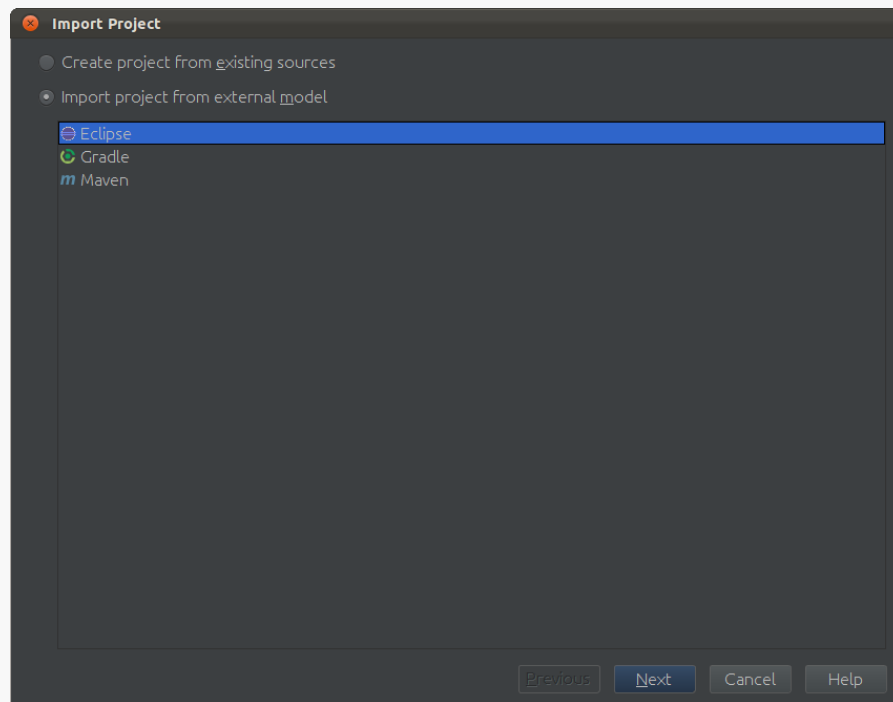 Import Project
Create project from existing sources
Import project from external model
Eclipse
Gradle
m Maven
Previous Next Cancel Help